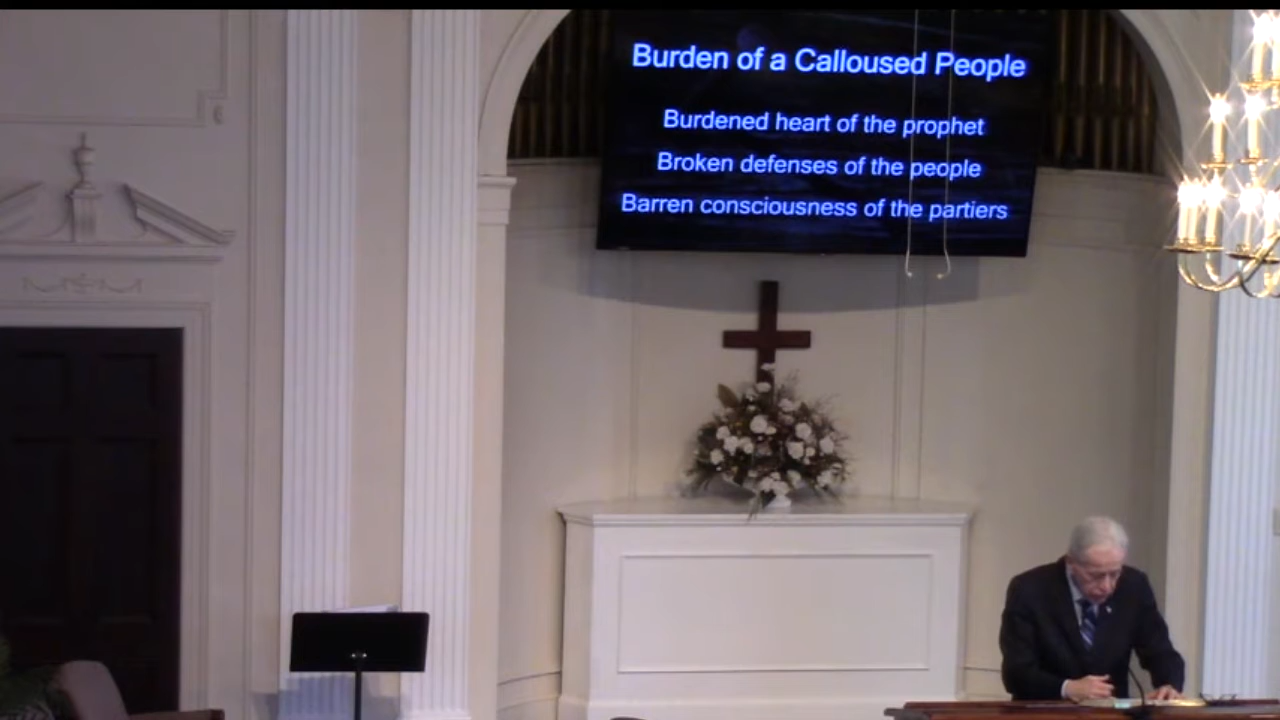 Burden of a Calloused People
Burdened heart of the prophet
Broken defenses of the people
Barren consciousness of the partiers